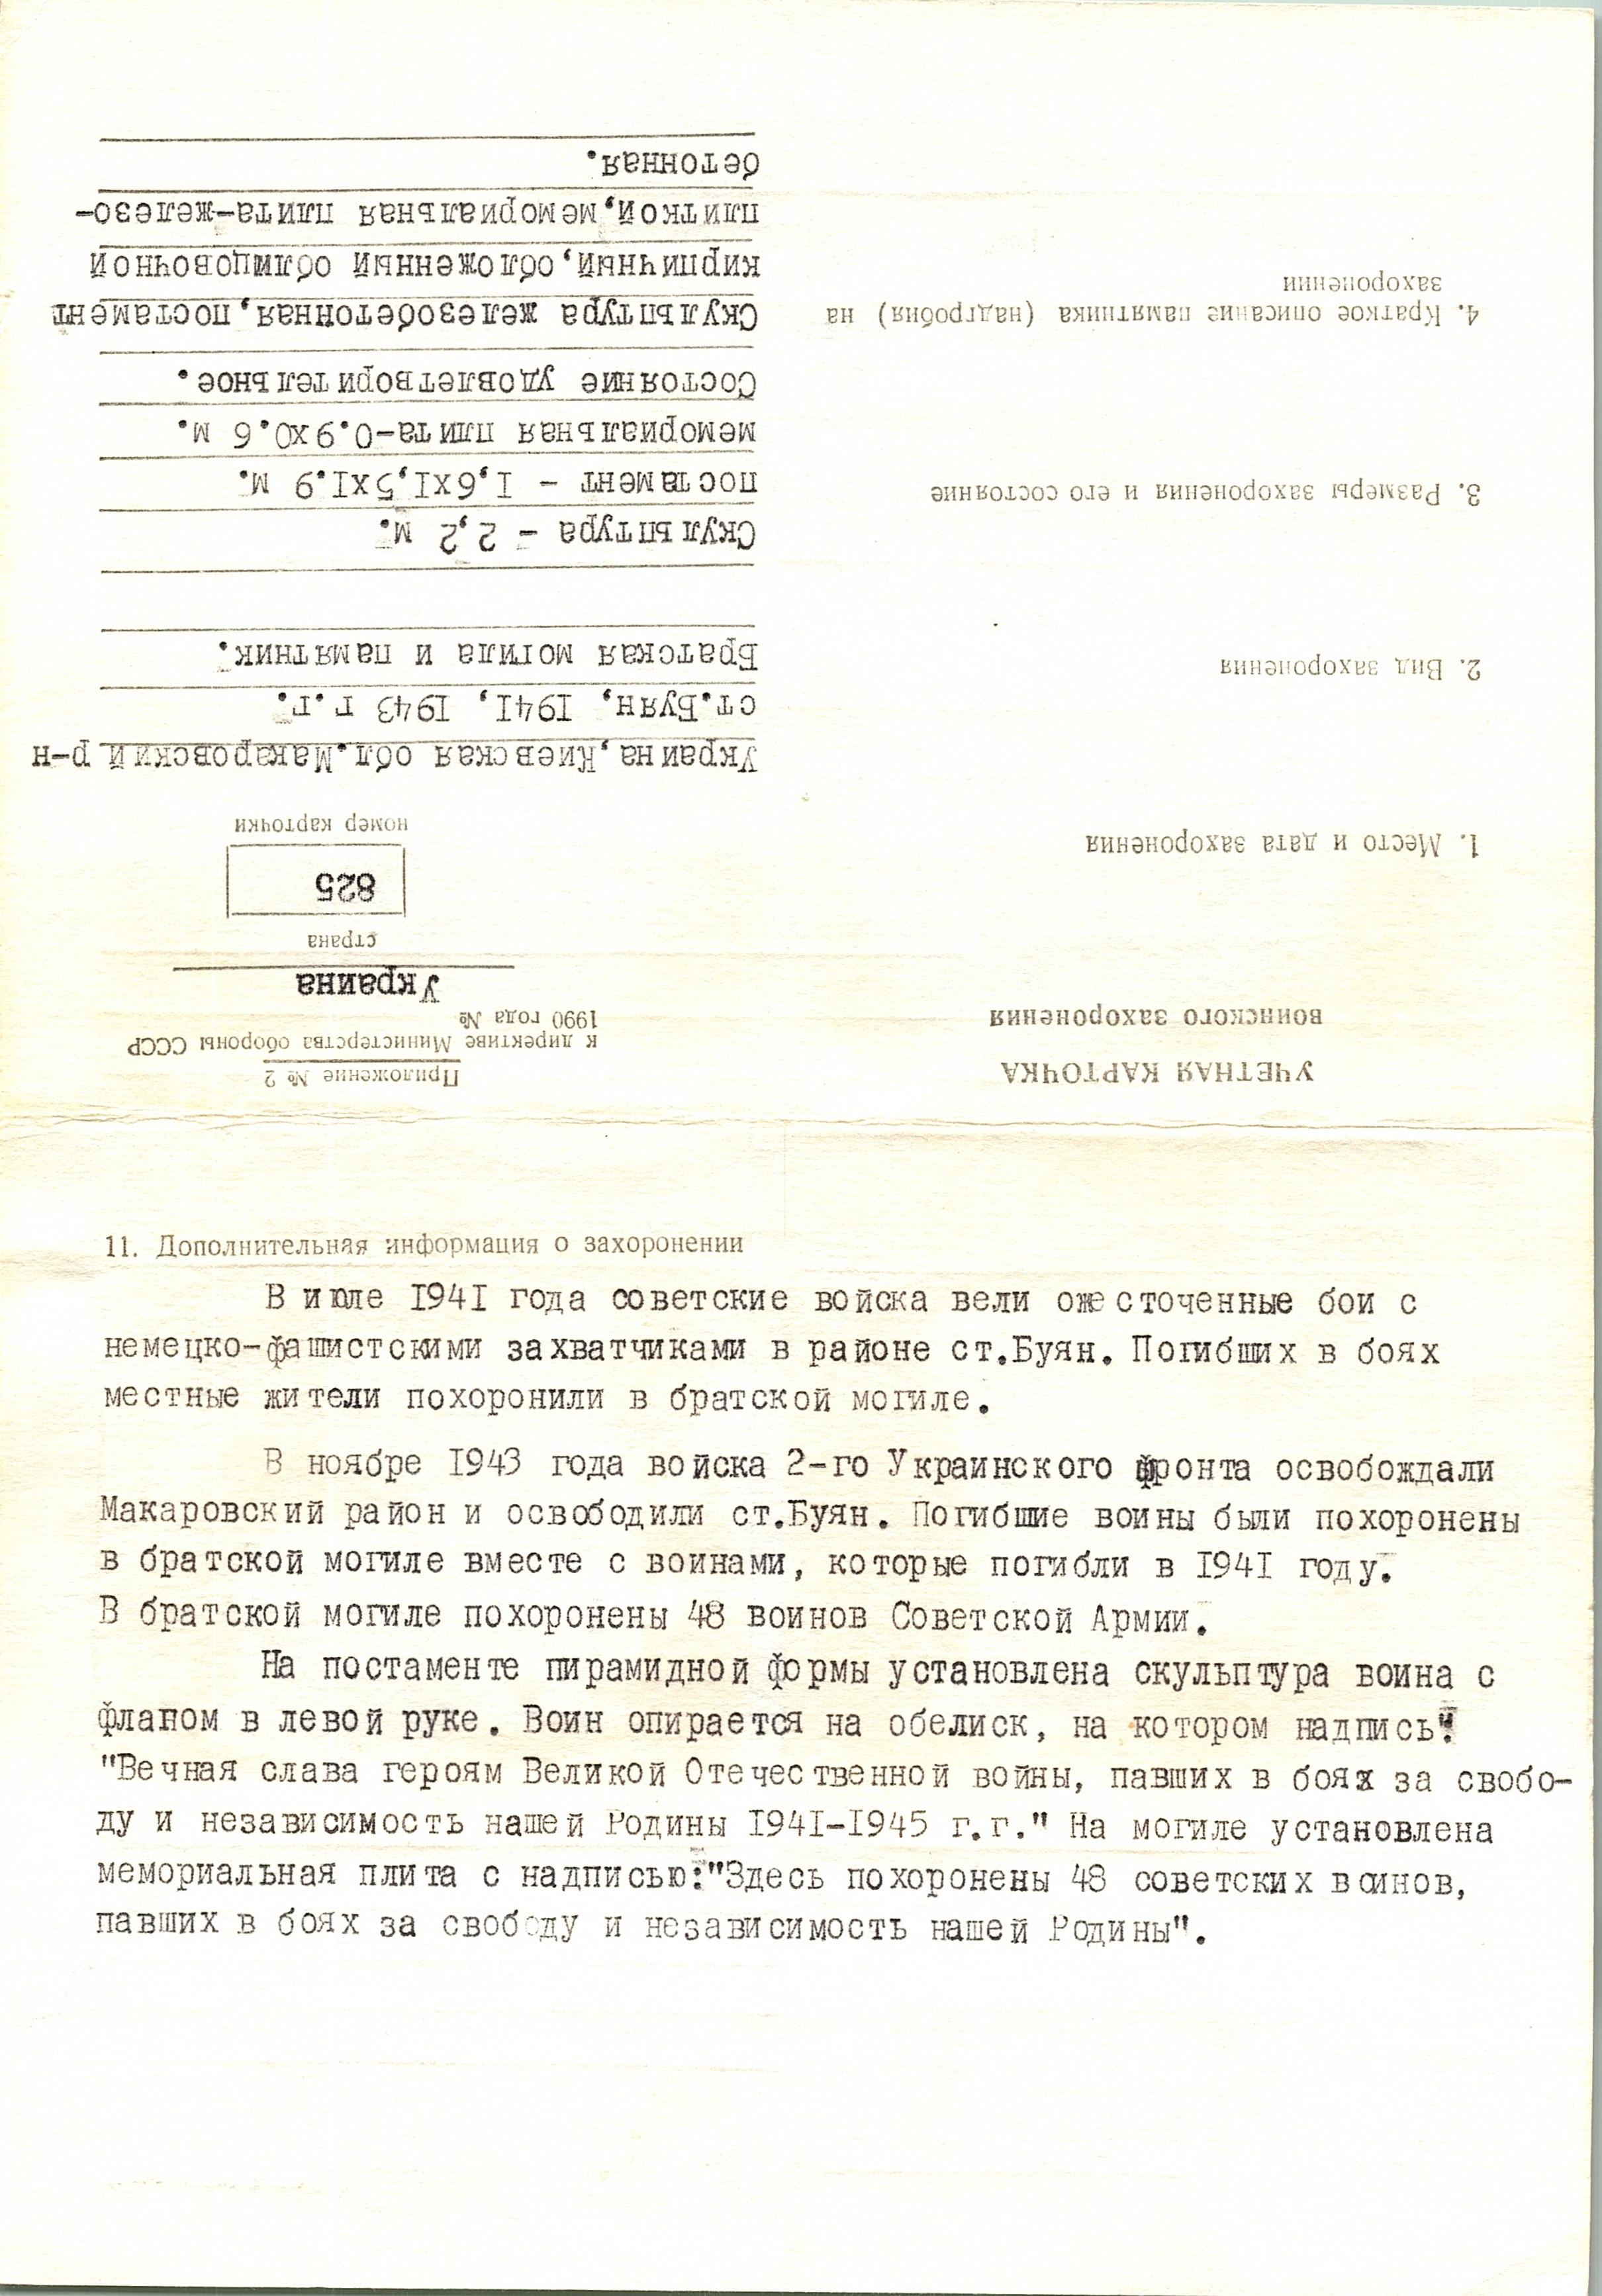 УЧЕТНАЯ КАРТОЧКА
воинского захоронения
Приложение № 2
к директиве Министерства обороны СССР
1990 года №
Украина
страна
825
номер карточки
1. Место и дата захоронения
Украина,Киевская обл.Макаровский р-н
ст.Буян, 1941, 1943 г.г.
2. Вид захоронения
Братская могила и памятник.
3. Размеры захоронения и его состояние
Скульптура - 2,2 м.
постамент - 1,6х1,5х1.9 м.
мемориальная плита-0.9х0.6 м.
Состояние удовлетворительное.
4. Краткое описание памятника (надгробия) на
захоронении
Скульптура железобетонная,постамент
кирпичный,обложенный облицовочной
плиткой,мемориальная плита-железо-
бетонная.
11. Дополнительная информация о захоронении
В июле 1941 года советские войска вели ожесточенные бои с
немецко-фашистскими захватчиками в районе ст.Буян. Погибших в боях
местные жители похоронили в братской могиле.
В ноябре 1943 года войска 2-го Украинского фронта освобождали
Макаровский район и освободили ст.Буян. Погибшие воины были похоронены
в братской могиле вместе с воинами, которые погибли в 1941 году.
В братской могиле похоронены 48 воинов Советской Армии.
На постаменте пирамидной формы установлена скульптура воина с
флагом в левой руке. Воин опирается на обелиск, на котором надпись:
"Вечная слава героям Великой Отечественной войны, павших в боях за свобо-
ду и независимость нашей Родины 1941-1945 г.г." На могиле установлена
мемориальная плита с надписью:"Здесь похоронены 48 советских воинов,
павших в боях за свободу и независимость нашей Родины".